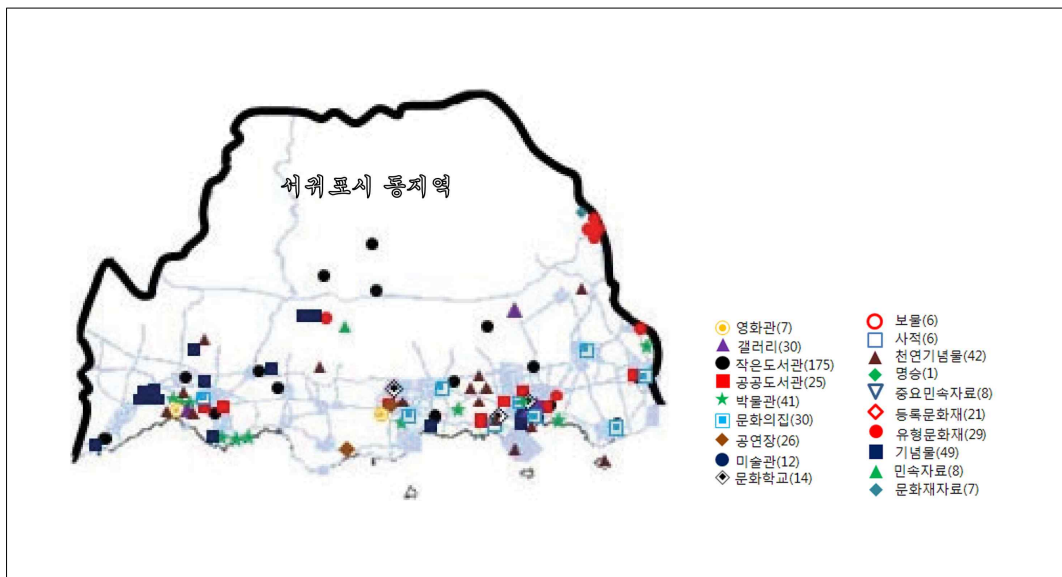 서귀포시 동지역
영화관(7)
갤러리(30)
작은도서관(175)
공공도서관(25)
박물관(41)
문화의집(30)
공연장(26)
미술관(12)
문화학교(14)
보물(6)
사적(6)
천연기념물(42)
명승(1)
중요민속자료(8)
등록문화재(21)
유형문화재(29)
기념물(49)
민속자료(8)
문화재자료(7)